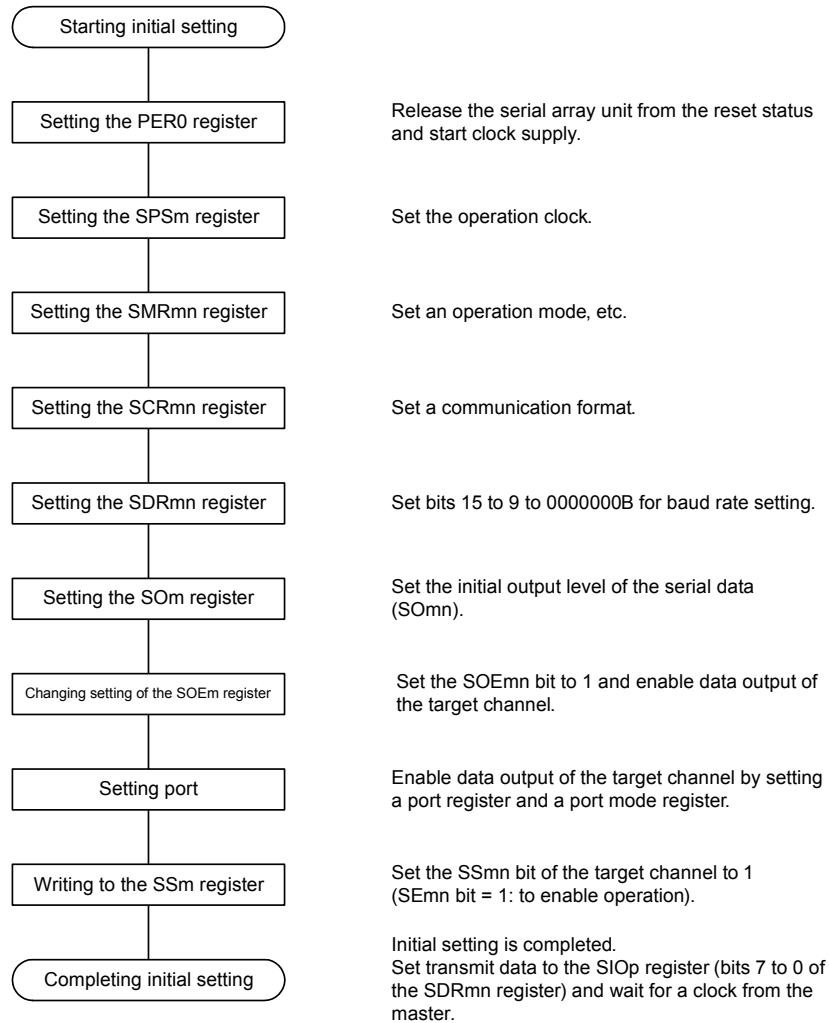 Starting initial setting
Setting the PER0 register
Release the serial array unit from the reset status
and start clock supply.
Setting the SPSm register
Set the operation clock.
Setting the SMRmn register
Set an operation mode, etc.
Setting the SCRmn register
Set a communication format.
Setting the SDRmn register
Set bits 15 to 9 to 0000000B for baud rate setting.
Setting the SOm register
Set the initial output level of the serial data
(SOmn).
Changing setting of the SOEm register
Set the SOEmn bit to 1 and enable data output of
the target channel.
Setting port
Enable data output of the target channel by setting
a port register and a port mode register.
Writing to the SSm register
Set the SSmn bit of the target channel to 1
(SEmn bit = 1: to enable operation).
Completing initial setting
Initial setting is completed.
Set transmit data to the SIOp register (bits 7 to 0 of
the SDRmn register) and wait for a clock from the
master.